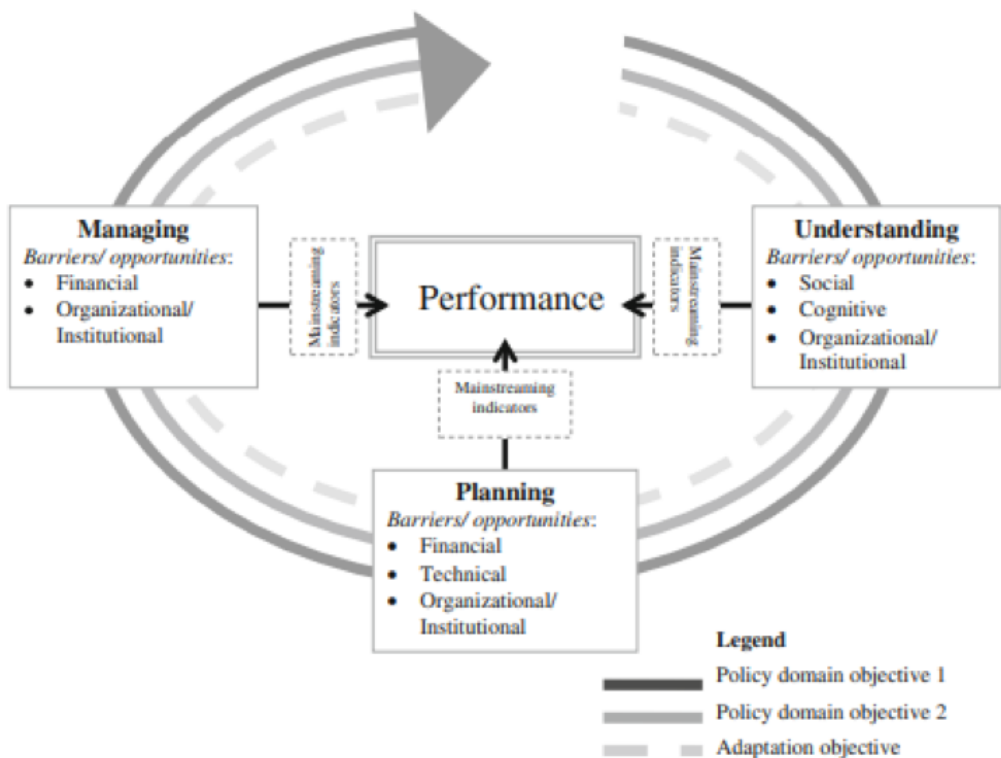 Managing
Barriers/ opportunities:
• Financial
• Organizational/
Institutional
Mainstreaming
indicators
Performance
Mainstreaming
indicators
Understanding
Barriers/ opportunities:
• Social
• Cognitive
• Organizational/
Institutional
Mainstreaming
indicators
Planning
Barriers/ opportunities:
• Financial
• Technical
• Organizational/
Institutional
Legend
Policy domain objective 1
Policy domain objective 2
Adaptation objective